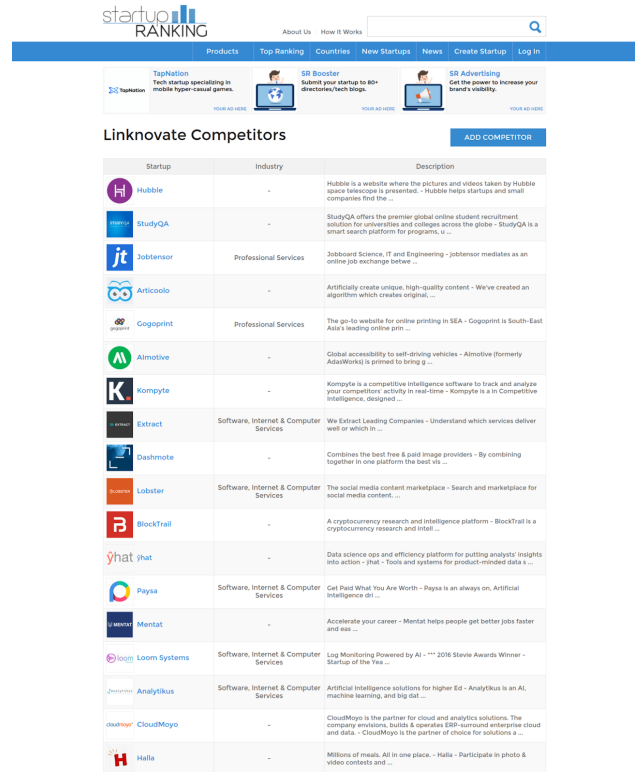 startup
RANKING
About Us How It Works
Products Top Ranking Countries New Startups News Create Startup Log In
TapNation
TapNation
Tech startup specializing in
mobile hyper-casual games.
YOUR AD HERE
SR Booster
Submit your startup to 80+
directories/tech blogs.
YOUR AD HERE
SR Advertising
Get the power to increase your
brand's visibility.
YOUR AD HERE
Linknovate Competitors
ADD COMPETITOR
Startup Industry Description
Hubble - Hubble is a website where the pictures and videos taken by Hubble
space telescope is presented. - Hubble helps startups and small
companies find the ...
STUDYQA StudyQA - StudyQA offers the premier global online student recruitment
solution for universities and colleges across the globe - StudyQA is a
smart search platform for programs, u ...
jt Jobtensor Professional Services Jobboard Science, IT and Engineering - jobtensor mediates as an
online job exchange betwe ...
Articoolo - Artificially create unique, high-quality content - We've created an
algorithm which creates original, ...
gogoprint Gogoprint Professional Services The go-to website for online printing in SEA - Gogoprint is South-East
Asia's leading online prin ...
AImotive - Global accessibility to self-driving vehicles - AImotive (formerly
AdasWorks) is primed to bring g ...
K. Kompyte - Kompyte is a competitive intelligence software to track and analyze
your competitors' activity in real-time - Kompyte is a in Competitive
Intelligence, designed ...
EXTRACT Extract Software, Internet & Computer
Services We Extract Leading Companies - Understand which services deliver
well or which in ...
Dashmote - Combines the best free & paid image providers - By combining
together in one platform the best vis ...
LOBSTER Lobster Software, Internet & Computer
Services The social media content marketplace - Search and marketplace for
social media content. ...
BlockTrail - A cryptocurrency research and intelligence platform - BlockTrail is a
cryptocurrency research and intell ...
ŷhat ŷhat - Data science ops and efficiency platform for putting analysts' insights
into action - ŷhat - Tools and systems for product-minded data s ...
Paysa Software, Internet & Computer
Services Get Paid What You Are Worth - Paysa is an always on, Artificial
Intelligence dri ...
MENTAT Mentat - Accelerate your career - Mentat helps people get better jobs faster
and eas ...
loom Loom Systems Software, Internet & Computer
Services Log Monitoring Powered by AI - *** 2016 Stevie Awards Winner -
Startup of the Yea ...
Analytikus Software, Internet & Computer
Services Artificial Intelligence solutions for higher Ed - Analytikus is an AI,
machine learning, and big dat ...
cloudmoyo CloudMoyo - CloudMoyo is the partner for cloud and analytics solutions. The
company envisions, builds & operates ERP-surround enterprise cloud
and data. - CloudMoyo is the partner of choice for solutions a ...
H Halla - Millions of meals. All in one place. - Halla - Participate in photo &
video contests and ...